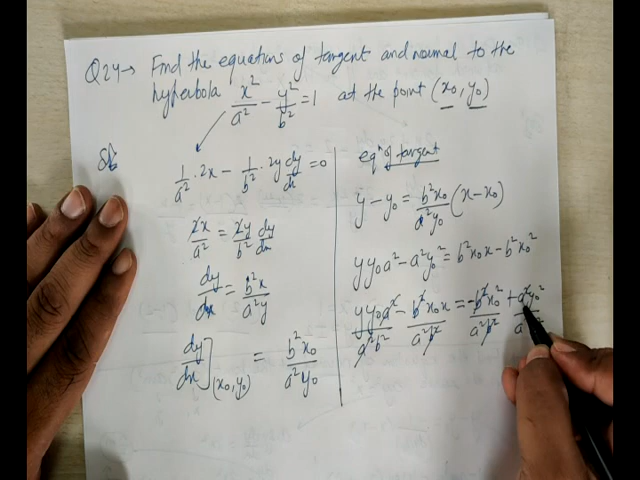 Q24→ Find the equations of tangent and normal to the
hyperbola x²/a² - y²/b² = 1 at the point (x₀, y₀)
Sol
1/a² · 2x - 1/b² · 2y dy/dx = 0
2x/a² = 2y/b² dy/dx
dy/dx = b²x/a²y
dy/dx](x₀,y₀) = b²x₀/a²y₀
eqⁿ of tangent
y - y₀ = b²x₀/a²y₀ (x - x₀)
yy₀a² - a²y₀² = b²x₀x - b²x₀²
yy₀a²/a²b² - b²x₀x/a²b² = -b²x₀²/a²b² + a²y₀²/a²